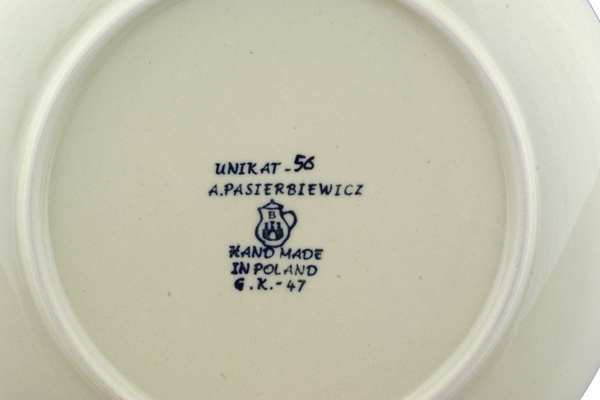 UNIKAT-56
A.PASIERBIEWICZ
B
HAND MADE
IN POLAND
G.K.-47